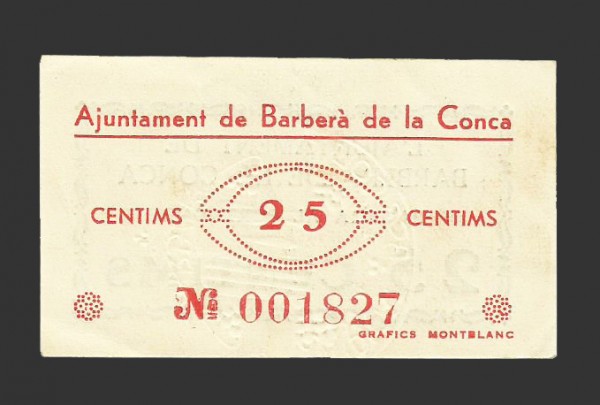 Ajuntament de Barberà de la Conca
CENTIMS 25 CENTIMS
Nº 001827
GRAFICS MONTBLANC